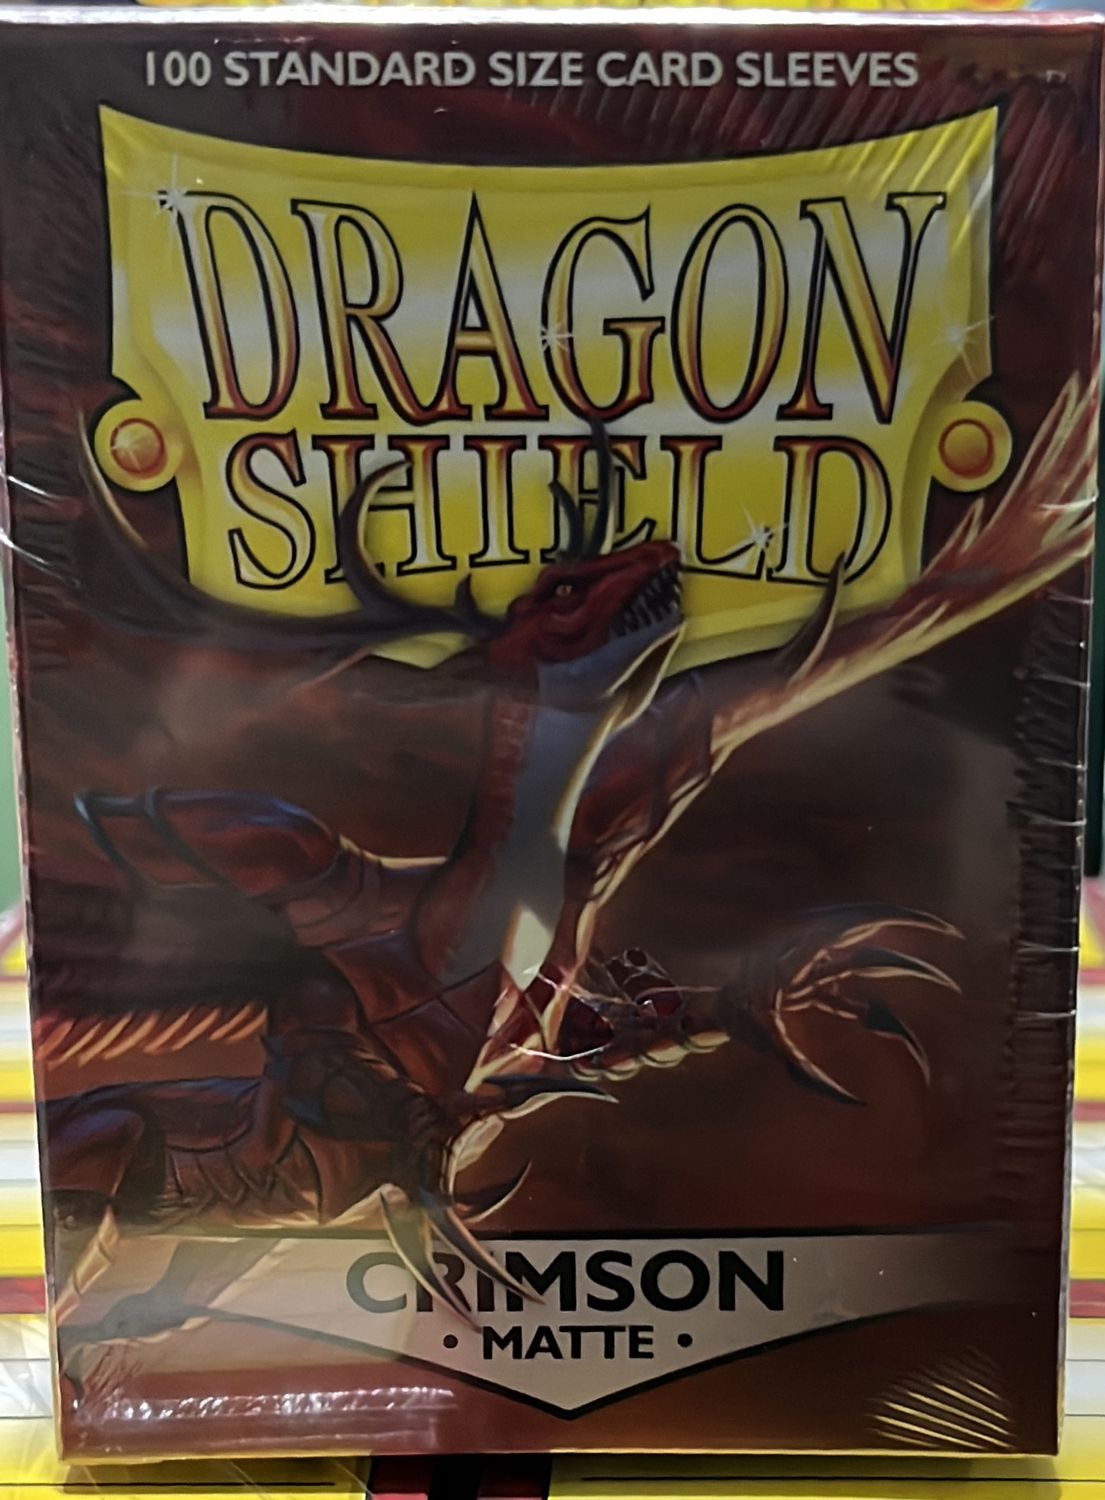 100 STANDARD SIZE CARD SLEEVES
DRAGON
SHIELD
CRIMSON
• MATTE •